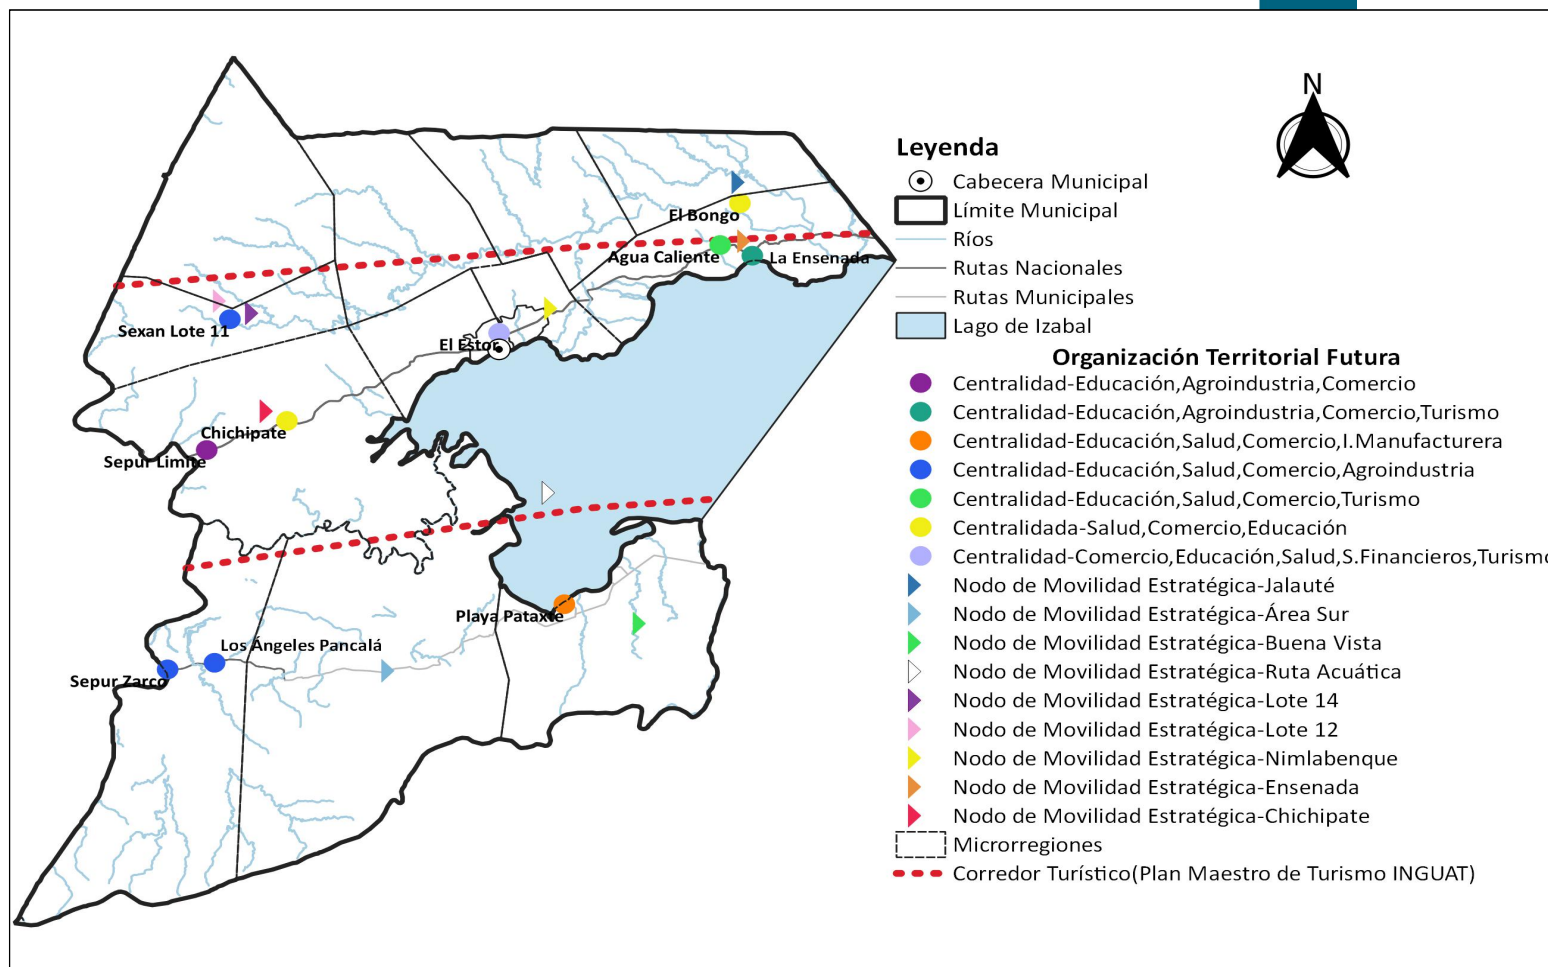 N
Leyenda
Cabecera Municipal
Límite Municipal
Ríos
Rutas Nacionales
Rutas Municipales
Lago de Izabal
Organización Territorial Futura
Centralidad-Educación,Agroindustria,Comercio
Centralidad-Educación,Agroindustria,Comercio,Turismo
Centralidad-Educación,Salud,Comercio,I.Manufacturera
Centralidad-Educación,Salud,Comercio,Agroindustria
Centralidad-Educación,Salud,Comercio,Turismo
Centralidada-Salud,Comercio,Educación
Centralidad-Comercio,Educación,Salud,S.Financieros,Turismo
Nodo de Movilidad Estratégica-Jalauté
Nodo de Movilidad Estratégica-Área Sur
Nodo de Movilidad Estratégica-Buena Vista
Nodo de Movilidad Estratégica-Ruta Acuática
Nodo de Movilidad Estratégica-Lote 14
Nodo de Movilidad Estratégica-Lote 12
Nodo de Movilidad Estratégica-Nimlabenque
Nodo de Movilidad Estratégica-Ensenada
Nodo de Movilidad Estratégica-Chichipate
Microrregiones
Corredor Turístico(Plan Maestro de Turismo INGUAT)
El Bongo
Agua Caliente
La Ensenada
Sexan Lote 11
El Estor
Chichipate
Sepur Limite
Playa Pataxte
Los Ángeles Pancalá
Sepur Zarco